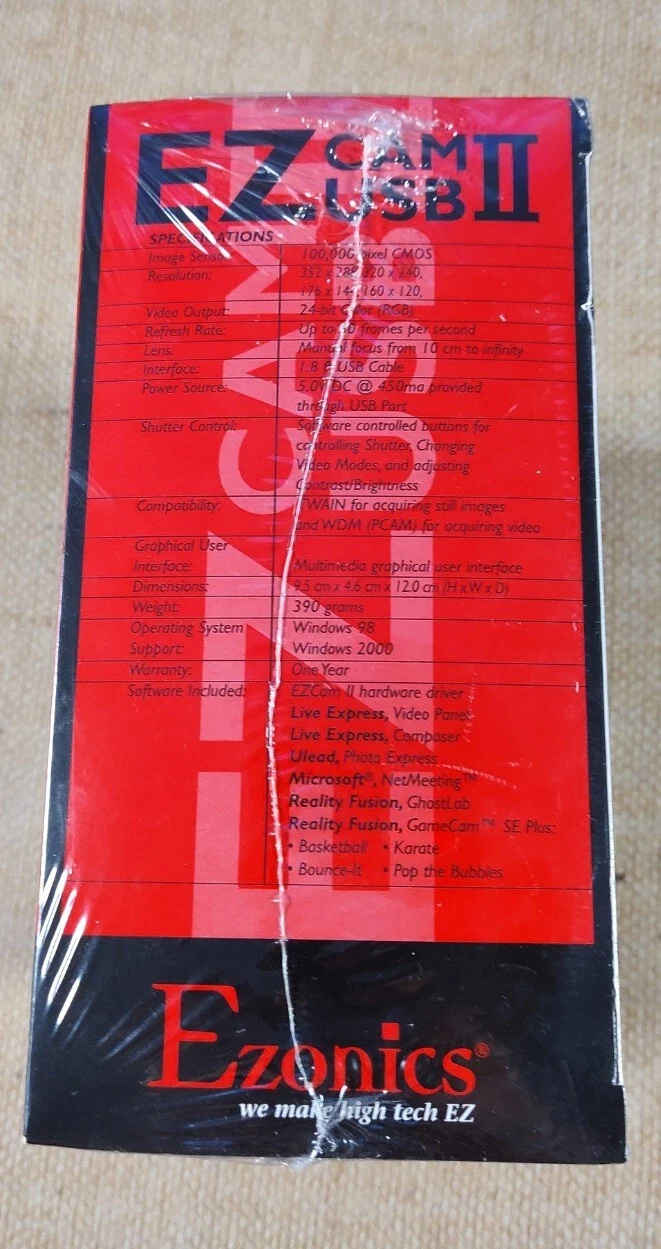 EZ CAM USB II
SPECIFICATIONS
Image Sensor: 100,000 pixel CMOS
Resolution: 352 x 288, 320 x 240,
176 x 144, 160 x 120,
Video Output: 24-bit Color (RGB)
Refresh Rate: Up to 30 frames per second
Lens: Manual focus from 10 cm to infinity
Interface: 1.8 USB Cable
Power Source: 5.0V DC @ 450ma provided
through USB Port
Shutter Control: Software controlled buttons for
controlling Shutter, Changing
Video Modes, and adjusting
Contrast/Brightness
Compatibility: TWAIN for acquiring still images
and WDM (PCAM) for acquiring video
Graphical User
Interface: Multimedia graphical user interface
Dimensions: 9.5 cm x 4.6 cm x 12.0 cm (H x W x D)
Weight: 390 grams
Operating System Windows 98
Support: Windows 2000
Warranty: One Year
Software Included: EZCam II hardware driver
Live Express, Video Panel
Live Express, Composer
Ulead, Photo Express
Microsoft®, NetMeeting™
Reality Fusion, GhostLab
Reality Fusion, GameCam™ SE Plus:
• Basketball • Karate
• Bounce-It • Pop the Bubbles
EZ CAM USB
Ezonics®
we make high tech EZ